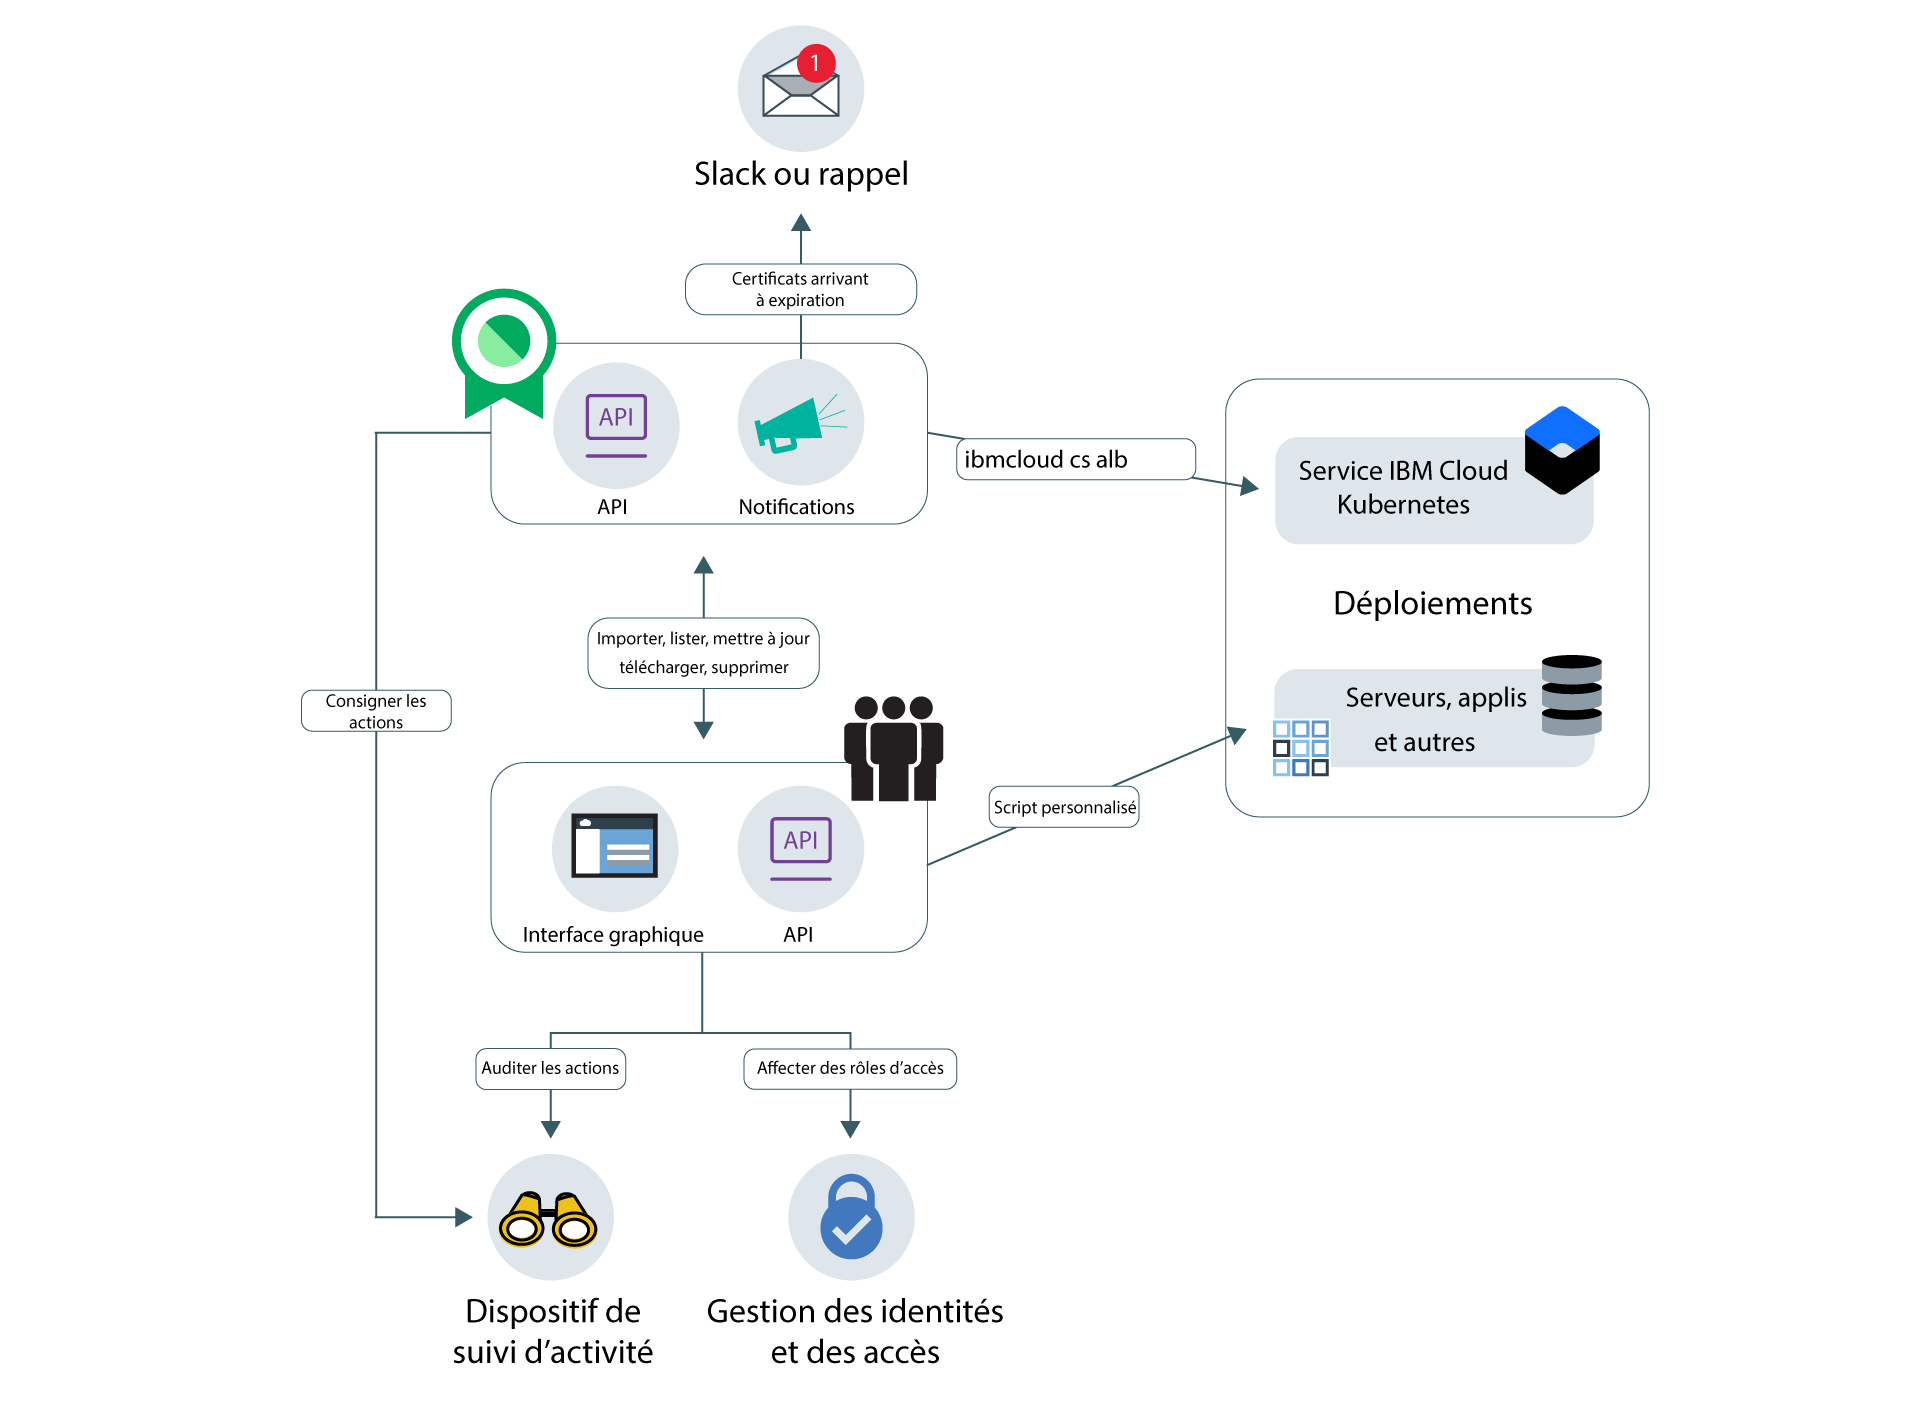 1
Slack ou rappel
Certificats arrivant
à expiration
API
API
Notifications
ibmcloud cs alb
Service IBM Cloud
Kubernetes
Déploiements
Serveurs, applis
et autres
Importer, lister, mettre à jour
télécharger, supprimer
Consigner les
actions
Script personnalisé
API
Interface graphique
API
Auditer les actions
Affecter des rôles d’accès
Dispositif de
suivi d’activité
Gestion des identités
et des accès